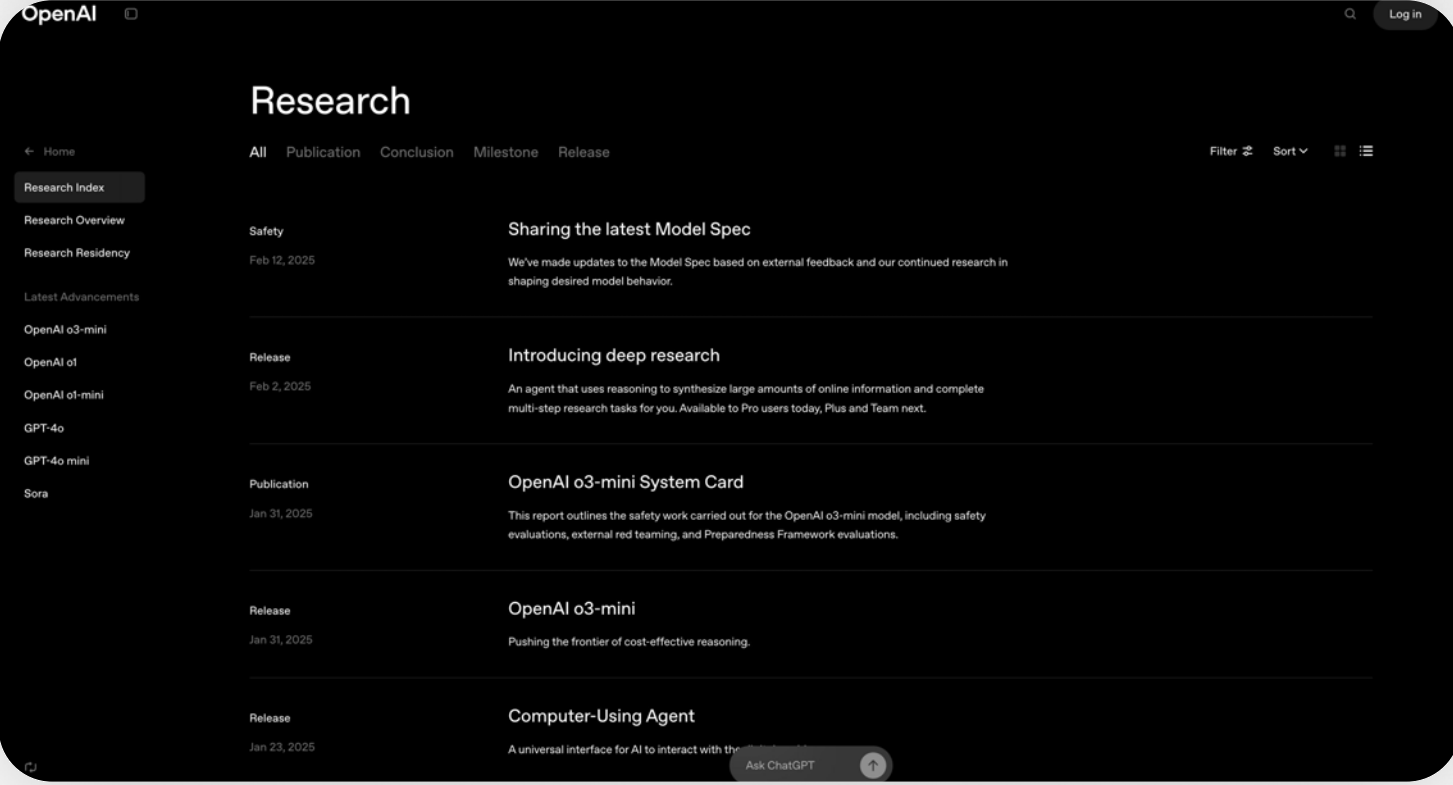 OpenAI
Log in
Research
Home
All Publication Conclusion Milestone Release
Filter Sort
Research Index
Research Overview
Research Residency
Latest Advancements
OpenAI o3-mini
OpenAI o1
OpenAI o1-mini
GPT-4o
GPT-4o mini
Sora
Safety
Feb 12, 2025
Sharing the latest Model Spec
We've made updates to the Model Spec based on external feedback and our continued research in
shaping desired model behavior.
Release
Feb 2, 2025
Introducing deep research
An agent that uses reasoning to synthesize large amounts of online information and complete
multi-step research tasks for you. Available to Pro users today, Plus and Team next.
Publication
Jan 31, 2025
OpenAI o3-mini System Card
This report outlines the safety work carried out for the OpenAI o3-mini model, including safety
evaluations, external red teaming, and Preparedness Framework evaluations.
Release
Jan 31, 2025
OpenAI o3-mini
Pushing the frontier of cost-effective reasoning.
Release
Jan 23, 2025
Computer-Using Agent
A universal interface for AI to interact with the
Ask ChatGPT